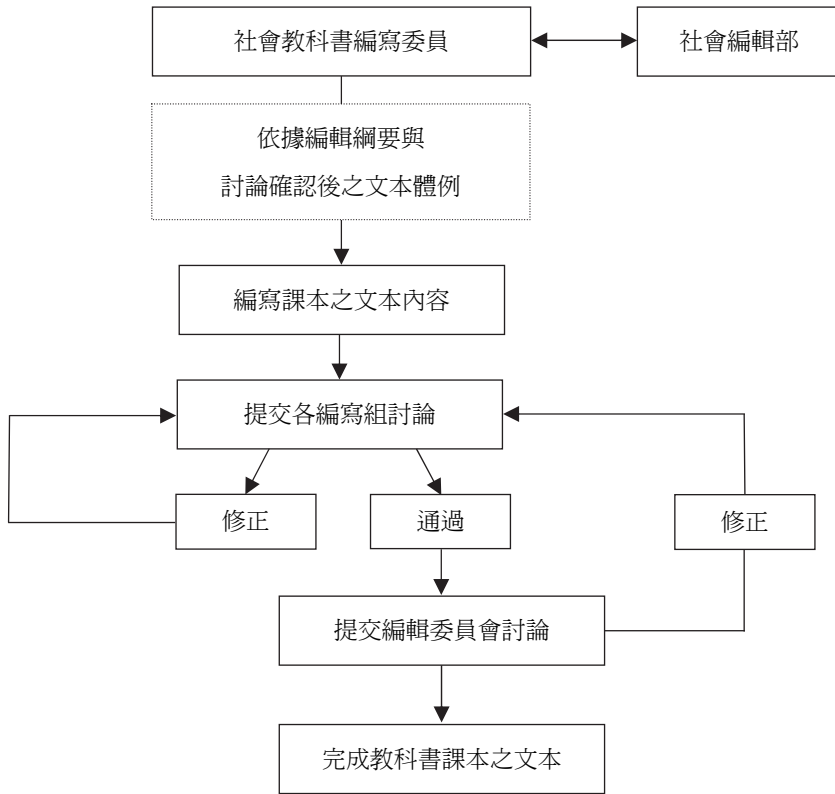 社會教科書編寫委員
社會編輯部
依據編輯綱要與
討論確認後之文本體例
編寫課本之文本內容
提交各編寫組討論
修正
通過
修正
提交編輯委員會討論
完成教科書課本之文本